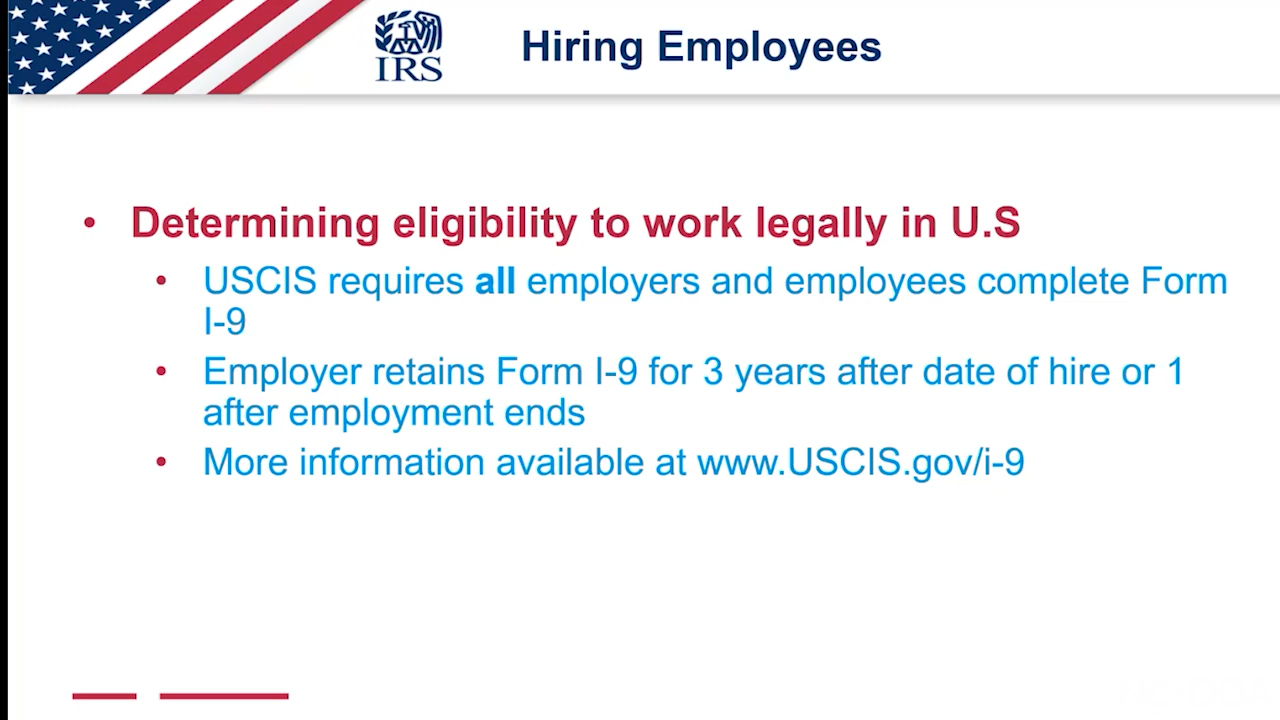 IRS
Hiring Employees
• Determining eligibility to work legally in U.S
• USCIS requires all employers and employees complete Form
I-9
• Employer retains Form I-9 for 3 years after date of hire or 1
after employment ends
• More information available at www.USCIS.gov/i-9